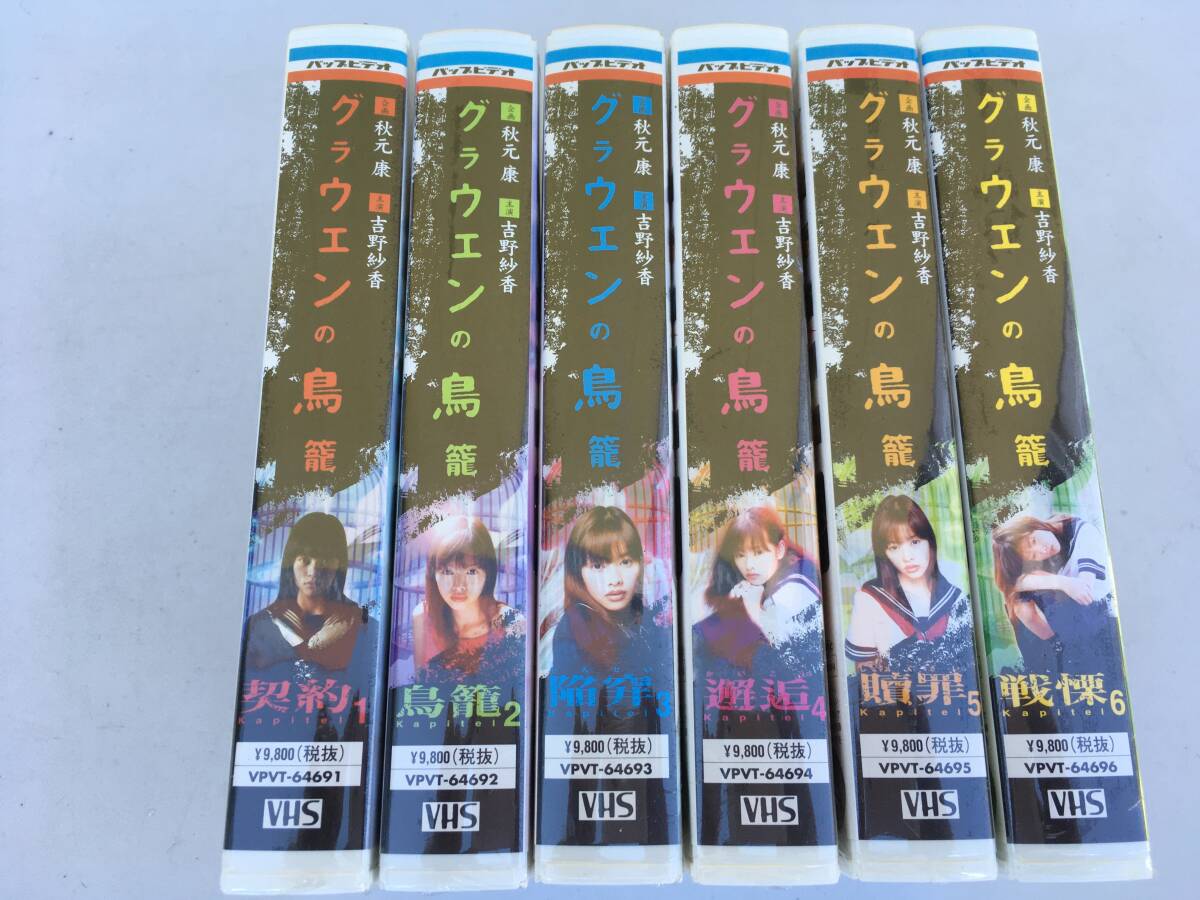 バップビデオ
グラウエンの鳥籠
企画 秋元 康
主演 吉野紗香
契約 1
Kapitel
¥9,800(税抜)
VPVT-64691
VHS
バップビデオ
グラウエンの鳥籠
企画 秋元 康
主演 吉野紗香
鳥籠 2
Kapitel
¥9,800(税抜)
VPVT-64692
VHS
バップビデオ
グラウエンの鳥籠
企画 秋元 康
主演 吉野紗香
陥穽 3
Kapitel
¥9,800(税抜)
VPVT-64693
VHS
バップビデオ
グラウエンの鳥籠
企画 秋元 康
主演 吉野紗香
邂逅 4
Kapitel
¥9,800(税抜)
VPVT-64694
VHS
バップビデオ
グラウエンの鳥籠
企画 秋元 康
主演 吉野紗香
贖罪 5
Kapitel
¥9,800(税抜)
VPVT-64695
VHS
バップビデオ
グラウエンの鳥籠
企画 秋元 康
主演 吉野紗香
戦慄 6
Kapitel
¥9,800(税抜)
VPVT-64696
VHS